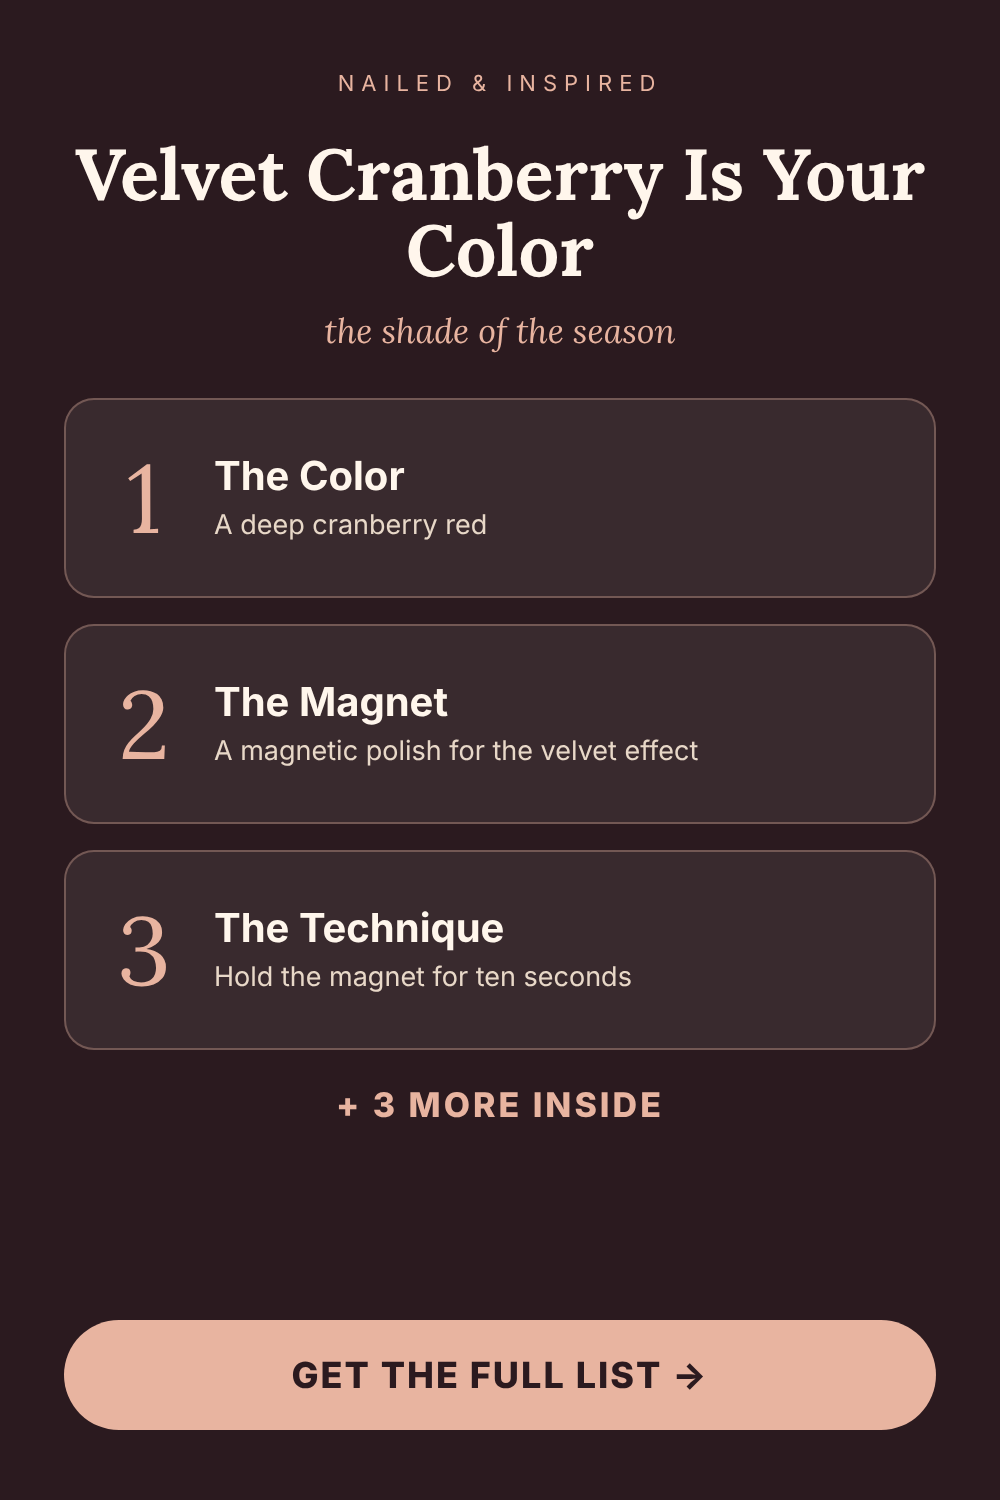 NAILED & INSPIRED
Velvet Cranberry Is Your
Color
the shade of the season
1
The Color
A deep cranberry red
2
The Magnet
A magnetic polish for the velvet effect
3
The Technique
Hold the magnet for ten seconds
+ 3 MORE INSIDE
GET THE FULL LIST →